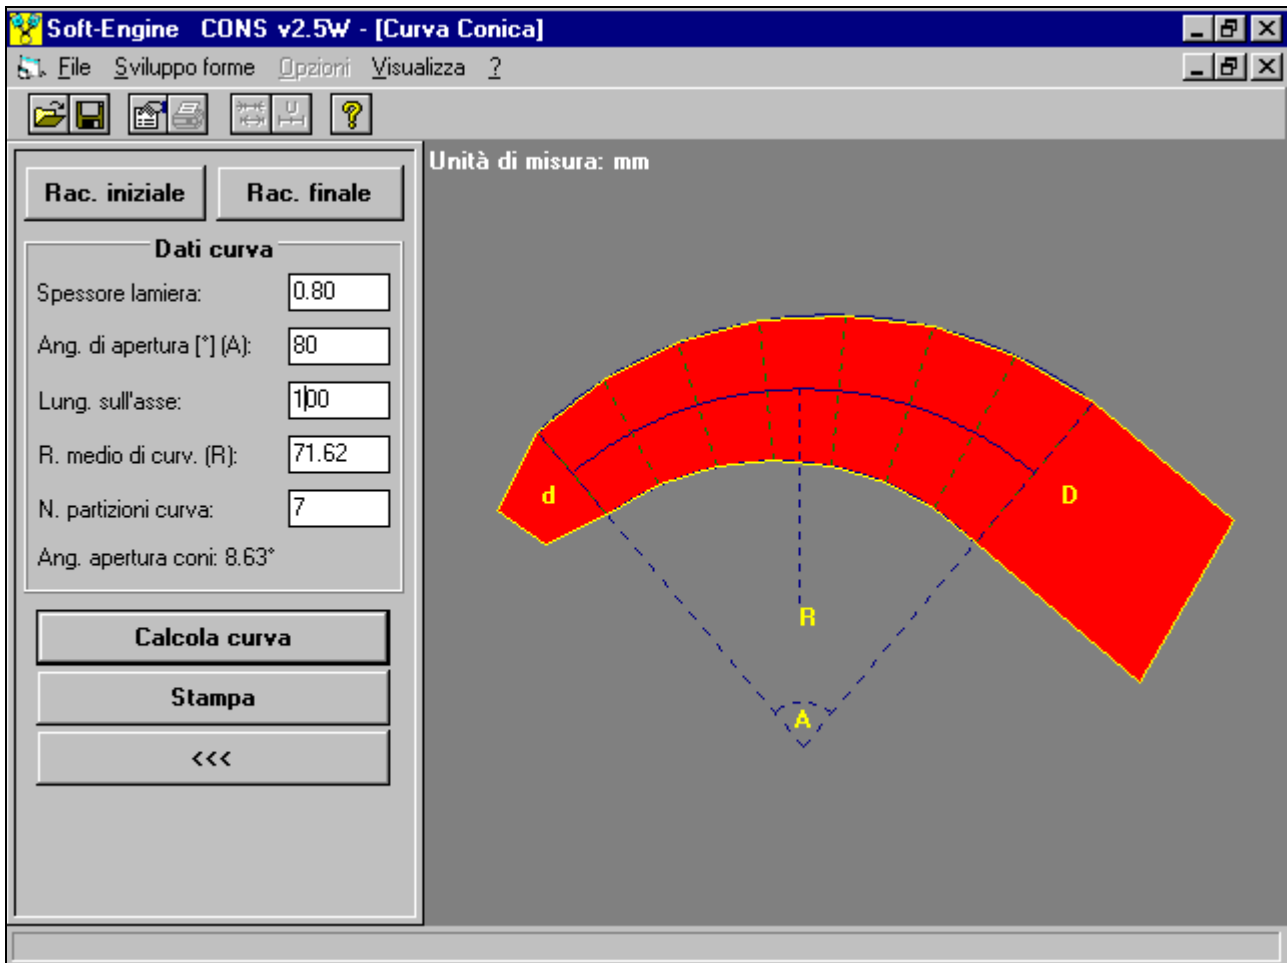 Soft-Engine CONS v2.5W - [Curva Conica]
File Sviluppo forme Opzioni Visualizza ?
U
Unità di misura: mm
Rac. iniziale Rac. finale
Dati curva
Spessore lamiera: 0.80
Ang. di apertura [°] (A): 80
Lung. sull'asse: 100
R. medio di curv. (R): 71.62
N. partizioni curva: 7
Ang. apertura coni: 8.63°
Calcola curva
Stampa
<<<
d
D
R
A